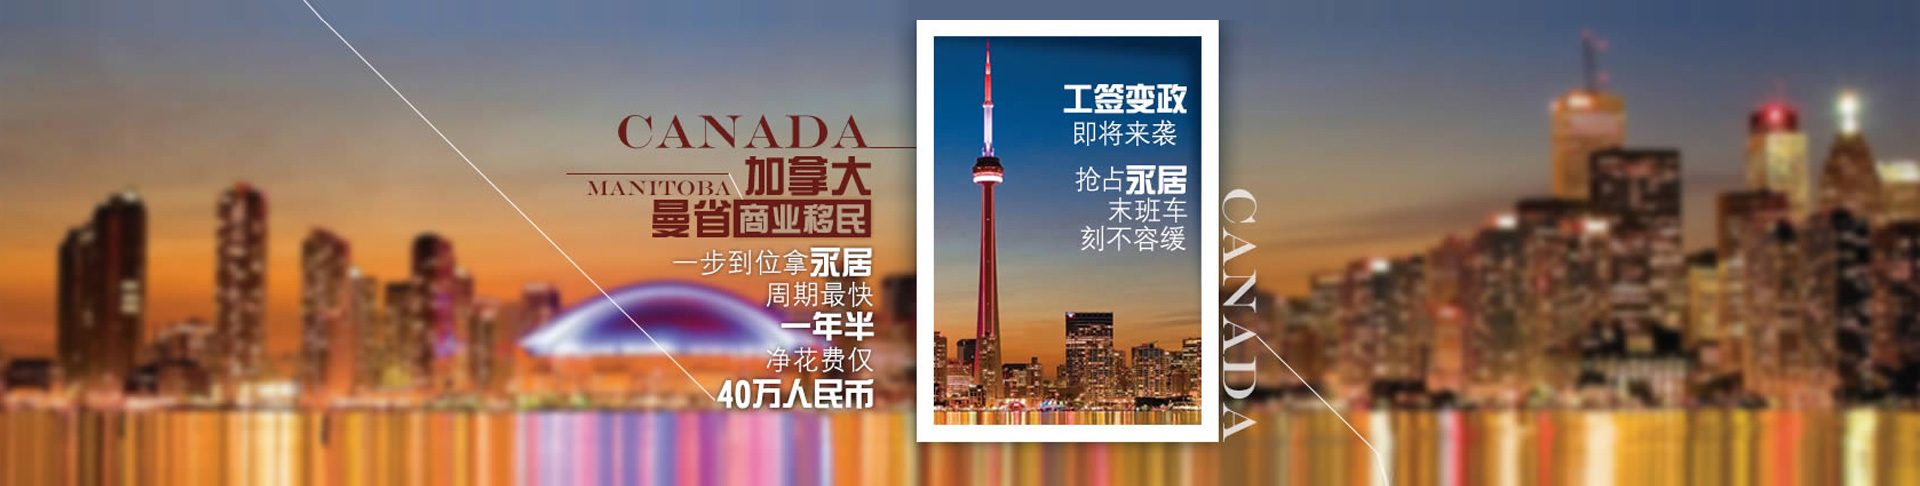 CANADA
MANITOBA 加拿大
曼省商业移民
一步到位拿永居
周期最快
一年半
净花费仅
40万人民币
工签变政
即将来袭
抢占永居
末班车
刻不容缓
CANADA